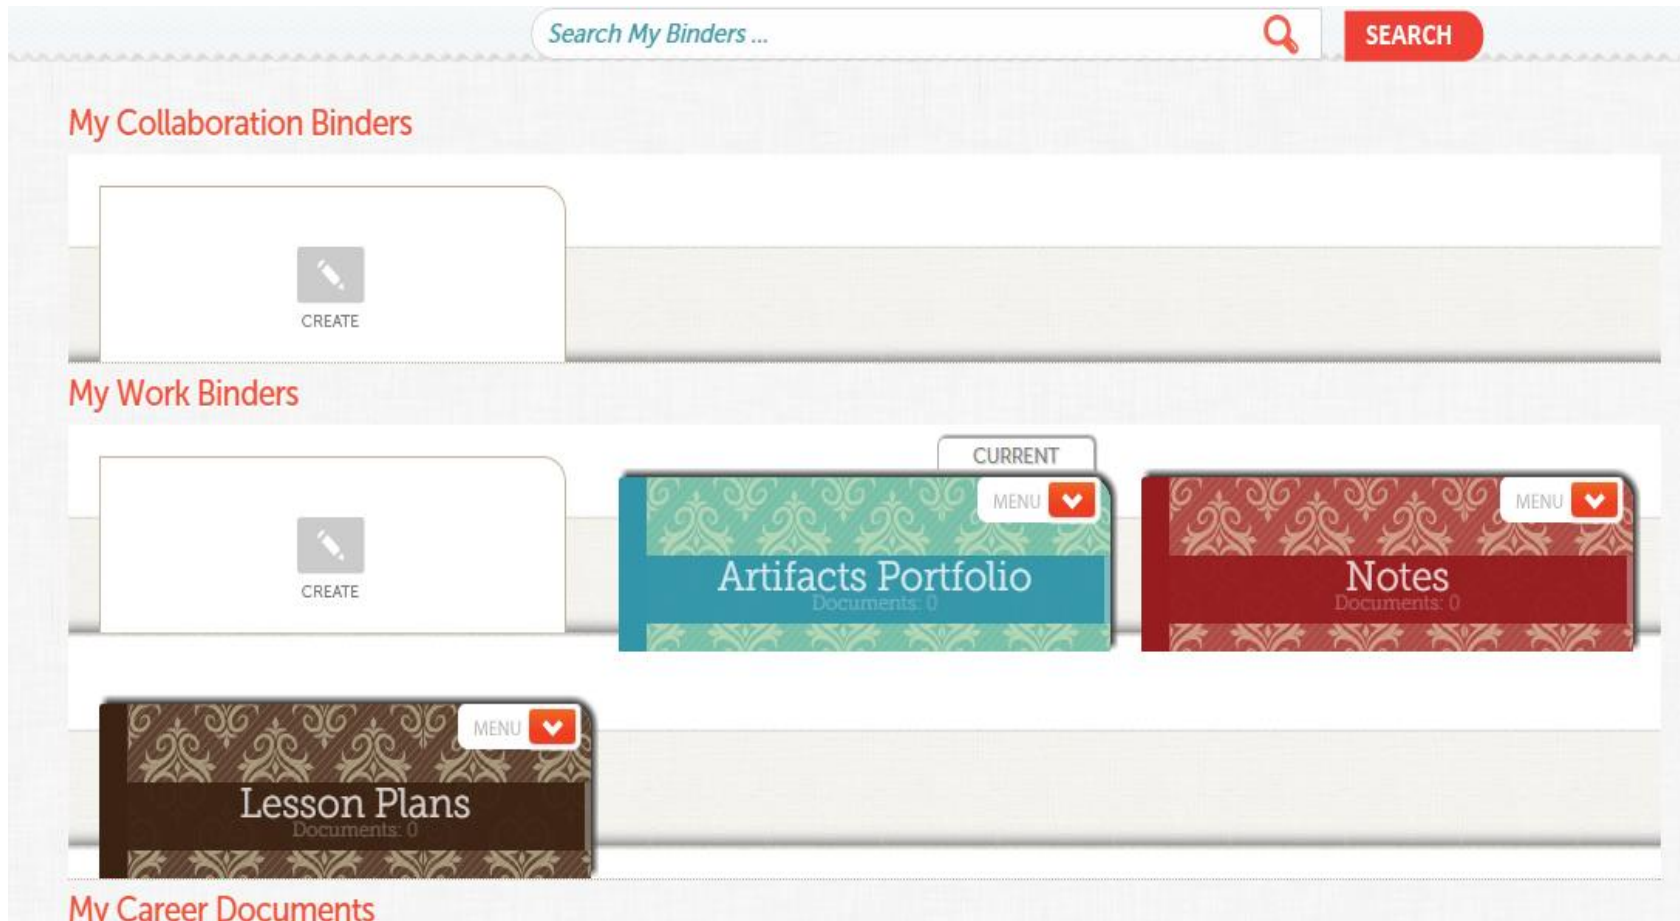 Search My Binders ...
SEARCH
My Collaboration Binders
CREATE
My Work Binders
CURRENT
CREATE
MENU
Artifacts Portfolio
Documents: 0
MENU
Notes
Documents: 0
MENU
Lesson Plans
Documents: 0
My Career Documents